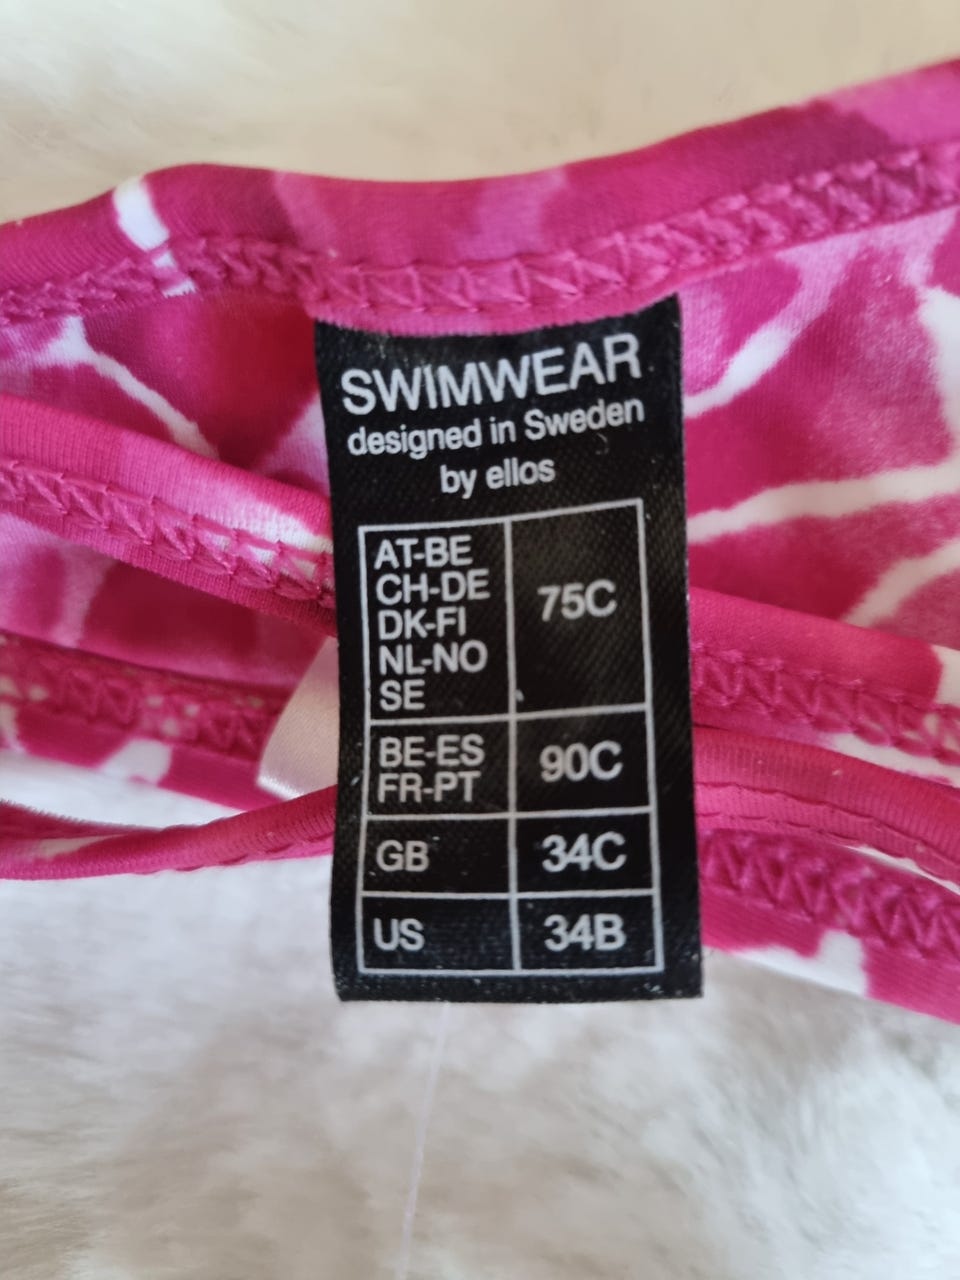 SWIMWEAR
designed in Sweden
by ellos
AT-BE
CH-DE
DK-FI
NL-NO
SE
75C
BE-ES
FR-PT
90C
GB
34C
US
34B